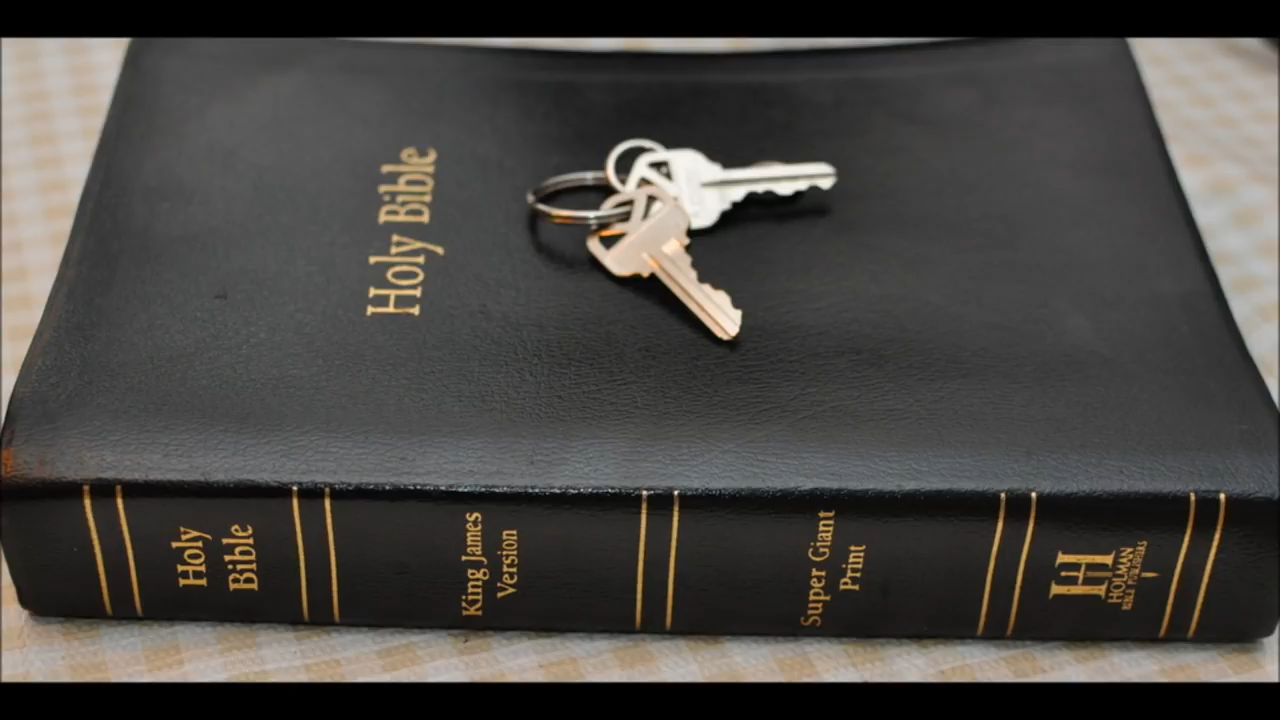 Holy Bible
Holy
Bible
King James
Version
Super Giant
Print
HOLMAN
BIBLE PUBLISHERS